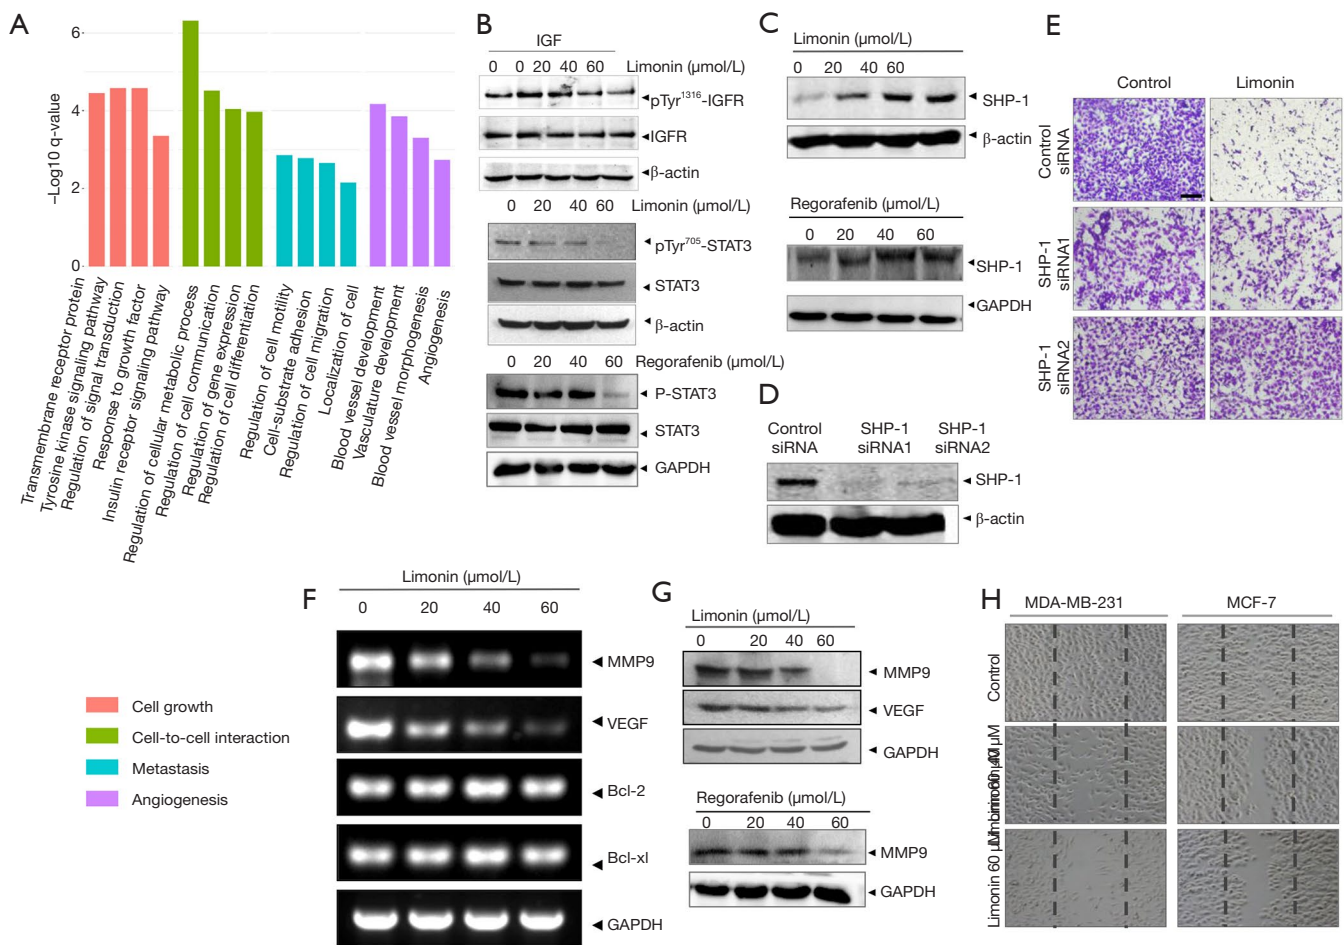 A
−Log10 q-value
6
4
2
0
Transmembrane receptor protein
Tyrosine kinase signaling pathway
Regulation of signal transduction
Response to growth factor
Insulin receptor signaling pathway
Regulation of cellular metabolic process
Regulation of cell communication
Regulation of gene expression
Regulation of cell differentiation
Regulation of cell motility
Cell-substrate adhesion
Regulation of cell migration
Localization of cell
Blood vessel development
Vasculature development
Blood vessel morphogenesis
Angiogenesis
Cell growth
Cell-to-cell interaction
Metastasis
Angiogenesis
B
IGF
0 0 20 40 60 Limonin (µmol/L)
pTyr1316-IGFR
IGFR
β-actin
Limonin (µmol/L)
0 20 40 60
pTyr705-STAT3
STAT3
β-actin
Regorafenib (µmol/L)
0 20 40 60
P-STAT3
STAT3
GAPDH
C
Limonin (µmol/L)
0 20 40 60
SHP-1
β-actin
Regorafenib (µmol/L)
0 20 40 60
SHP-1
GAPDH
D
Control siRNA
SHP-1 siRNA1
SHP-1 siRNA2
SHP-1
β-actin
E
Control Limonin
Control siRNA
SHP-1 siRNA1
SHP-1 siRNA2
F
Limonin (µmol/L)
0 20 40 60
MMP9
VEGF
Bcl-2
Bcl-xl
GAPDH
G
Limonin (µmol/L)
0 20 40 60
MMP9
VEGF
GAPDH
Regorafenib (µmol/L)
0 20 40 60
MMP9
GAPDH
H
MDA-MB-231 MCF-7
Control
Limonin 60 µM